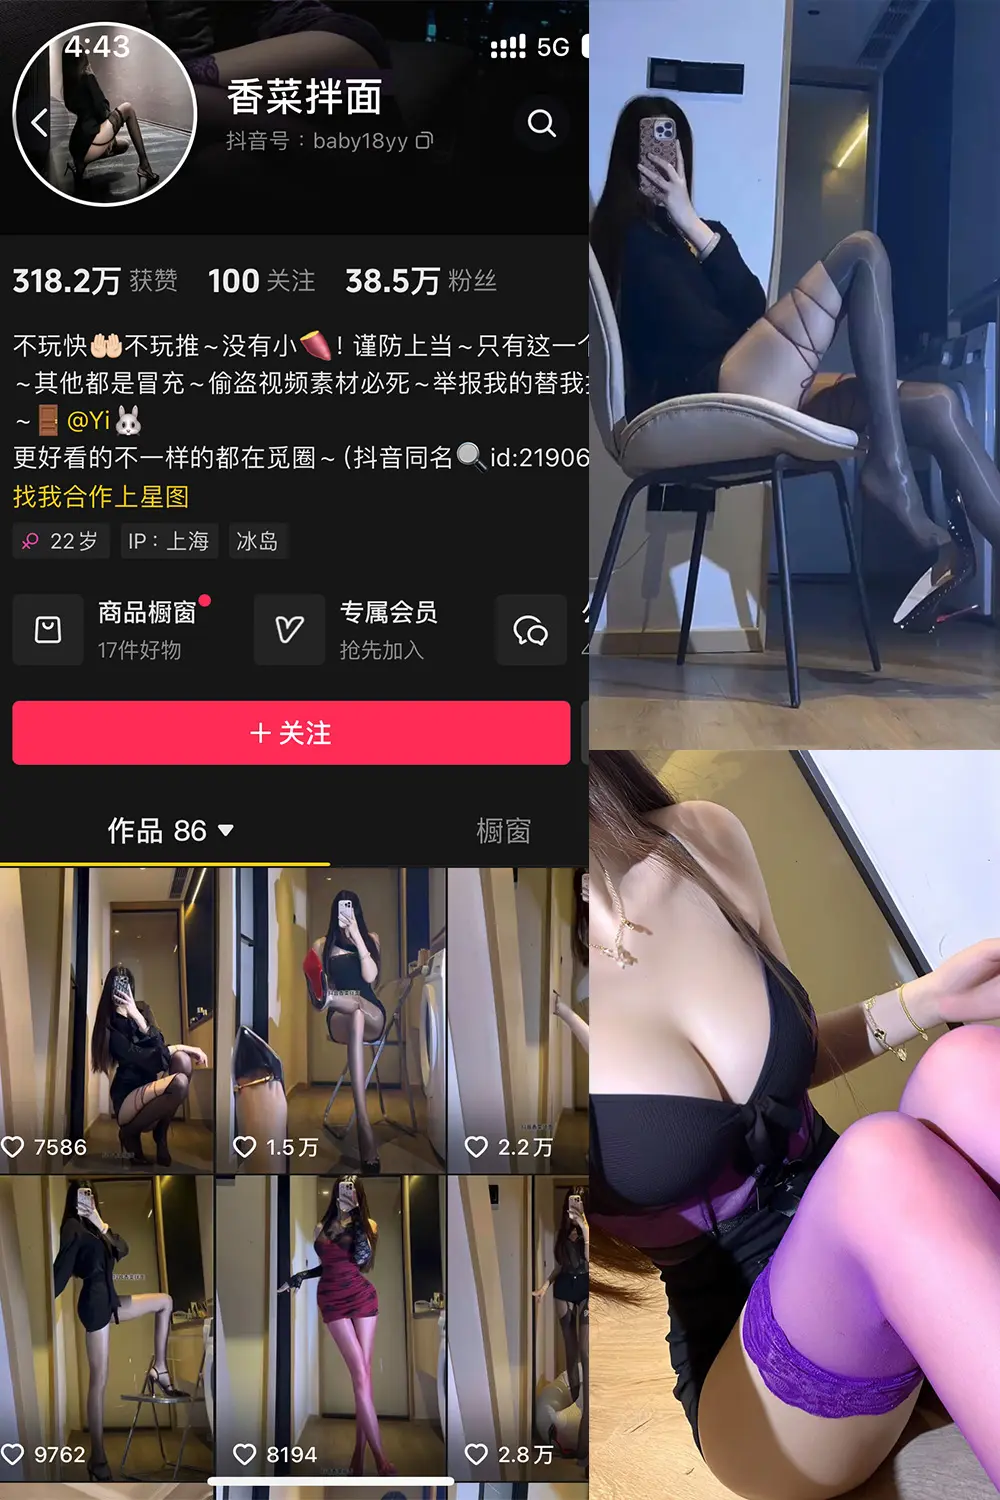 4:43
5G
香菜拌面
抖音号：baby18yy
318.2万 获赞 100 关注 38.5万 粉丝
不玩快🤲🏻不玩推～没有小🍠！谨防上当～只有这一个
～其他都是冒充～偷盗视频素材必死～举报我的替我
～🚪@Yi🐰
更好看的不一样的都在觅圈～（抖音同名🔍id:21906
找我合作上星图
22岁 IP：上海 冰岛
商品橱窗
17件好物
专属会员
抢先加入
＋关注
作品 86
橱窗
7586 1.5万 2.2万
9762 8194 2.8万